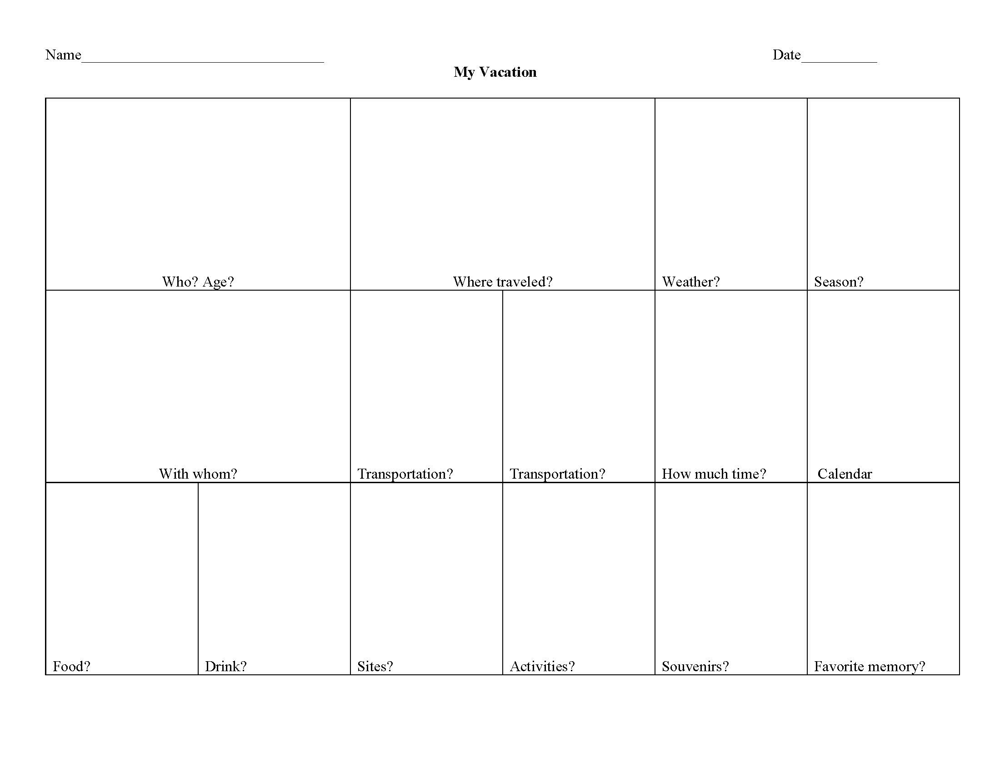 Name________________________________ Date__________
My Vacation
Who? Age? Where traveled? Weather? Season?
With whom? Transportation? Transportation? How much time? Calendar
Food? Drink? Sites? Activities? Souvenirs? Favorite memory?